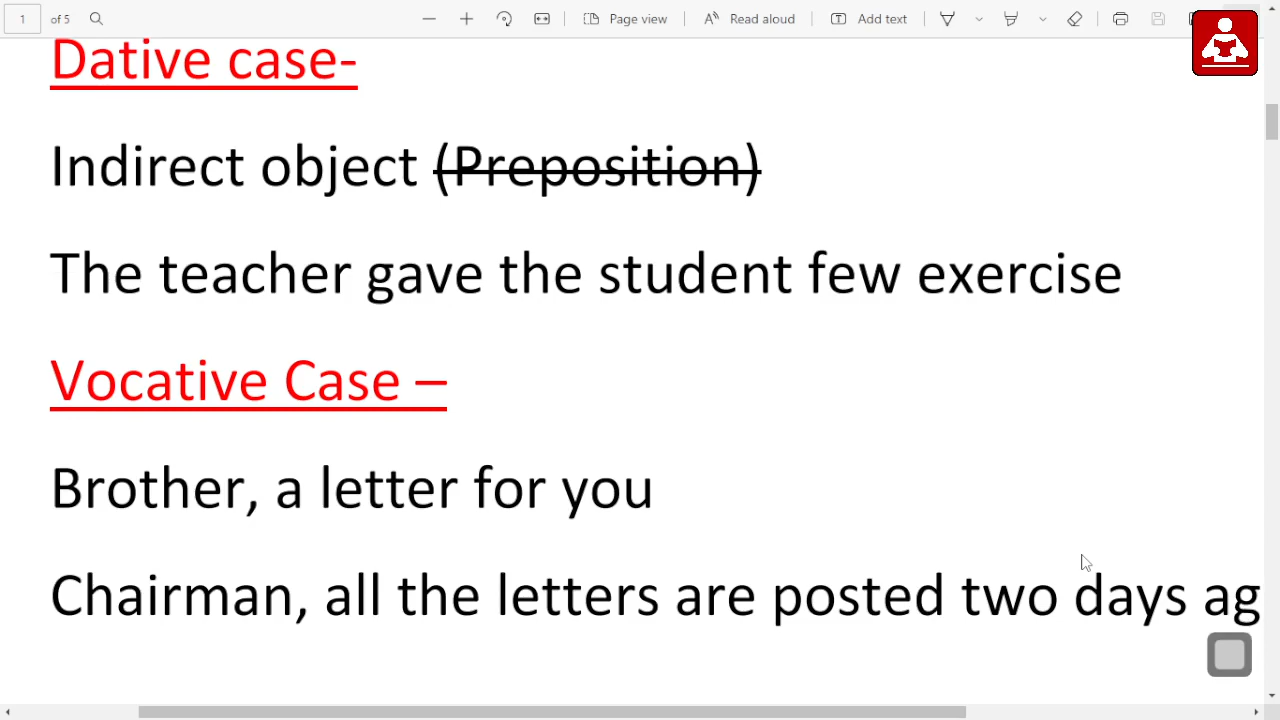 1 of 5 Page view Read aloud Add text
Dative case-
Indirect object (Preposition)
The teacher gave the student few exercise
Vocative Case –
Brother, a letter for you
Chairman, all the letters are posted two days ag